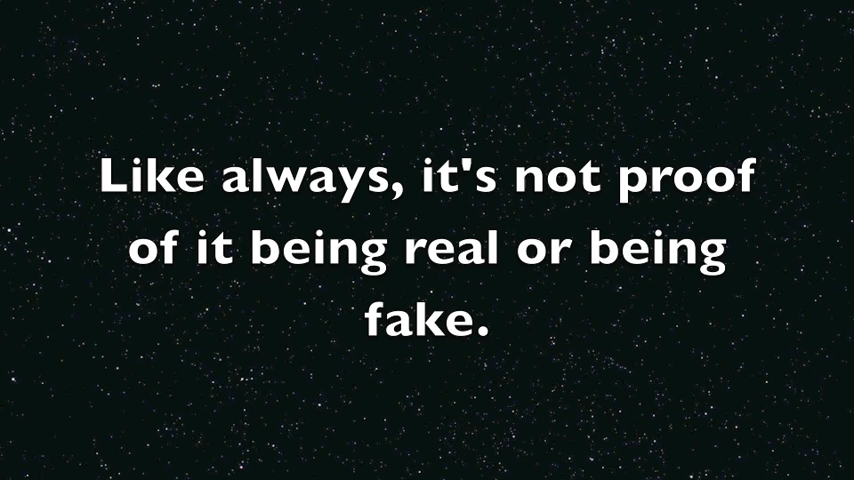 Like always, it's not proof
of it being real or being
fake.